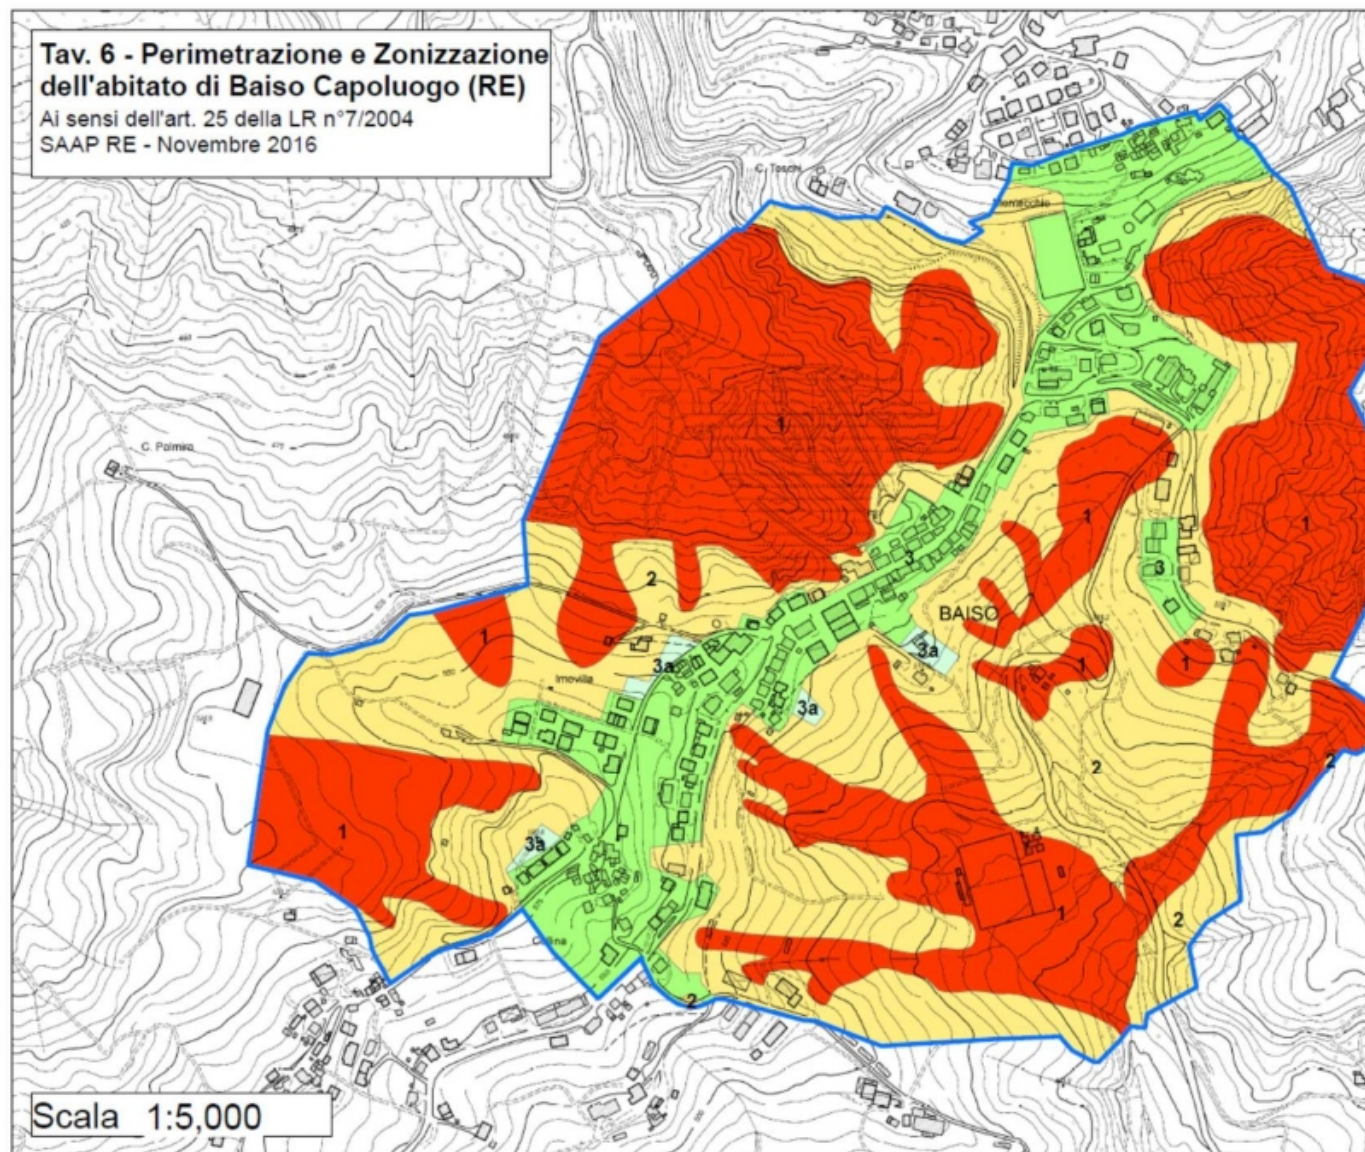 Tav. 6 - Perimetrazione e Zonizzazione
dell'abitato di Baiso Capoluogo (RE)
Ai sensi dell'art. 25 della LR n°7/2004
SAAP RE - Novembre 2016
C. Toschi
C. Palmiro
1
1
3
1
2
3
BAISO
1
3a
3a
1
1
Imovilla
3a
2
2
1
3a
1
2
Collina
2
Scala 1:5,000